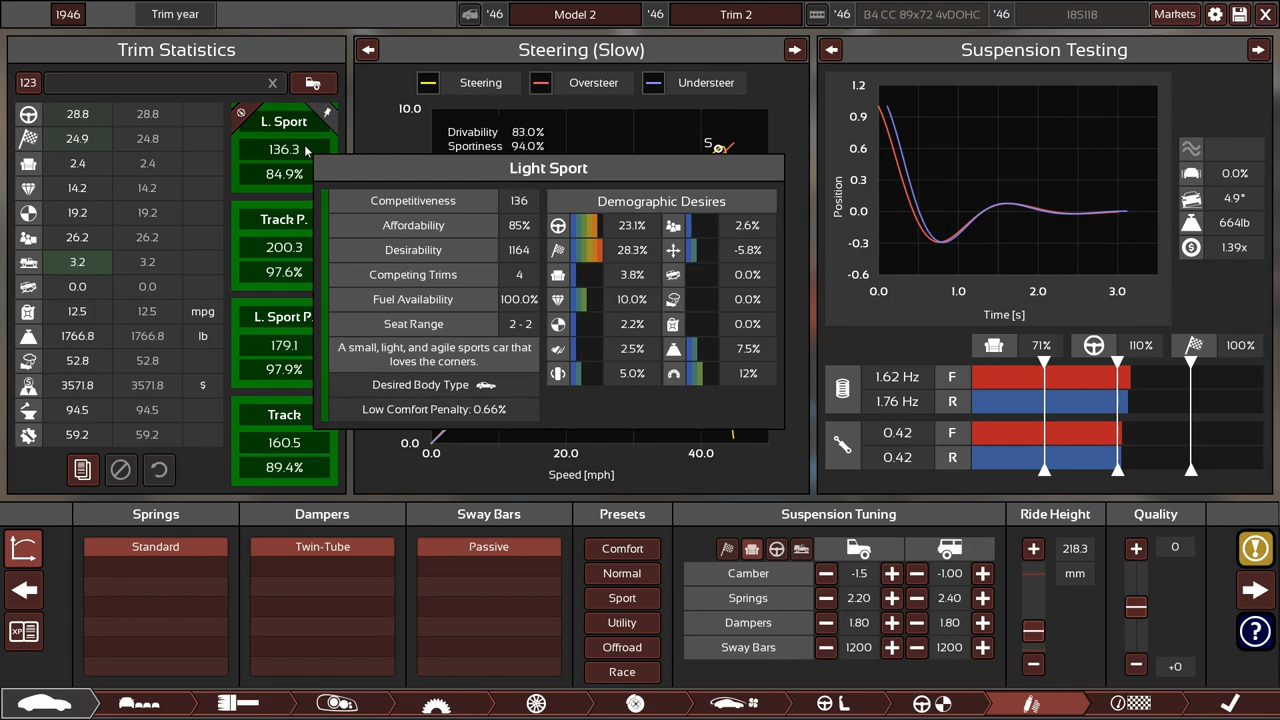 1946
Trim year
'46
Model 2
'46
Trim 2
'46
B4 CC 89x72 4vDOHC
'46
18S118
Markets
Trim Statistics
123
X
28.8 28.8
24.9 24.8
2.4 2.4
14.2 14.2
19.2 19.2
26.2 26.2
3.2 3.2
0.0 0.0
12.5 12.5 mpg
1766.8 1766.8 lb
52.8 52.8
3571.8 3571.8 $
94.5 94.5
59.2 59.2
L. Sport
136.3
84.9%
Track P.
200.3
97.6%
L. Sport P.
179.1
97.9%
Track
160.5
89.4%
Steering (Slow)
Steering
Oversteer
Understeer
10.0
Drivability 83.0%
Sportiness 94.0%
S
0.0
0.0 20.0 40.0
Speed [mph]
Light Sport
Competitiveness 136
Affordability 85%
Desirability 1164
Competing Trims 4
Fuel Availability 100.0%
Seat Range 2 - 2
A small, light, and agile sports car that
loves the corners.
Desired Body Type
Low Comfort Penalty: 0.66%
Demographic Desires
23.1% 2.6%
28.3% -5.8%
3.8% 0.0%
10.0% 0.0%
2.2% 0.0%
2.5% 7.5%
5.0% 12%
Suspension Testing
1.2
0.9
0.6
0.3
0.0
-0.3
-0.6
Position
0.0 1.0 2.0 3.0
Time [s]
0.0%
4.9°
664lb
1.39x
71%
110%
100%
1.62 Hz F
1.76 Hz R
0.42 F
0.42 R
Springs
Standard
Dampers
Twin-Tube
Sway Bars
Passive
Presets
Comfort
Normal
Sport
Utility
Offroad
Race
Suspension Tuning
Camber - -1.5 + - -1.00 +
Springs - 2.20 + - 2.40 +
Dampers - 1.80 + - 1.80 +
Sway Bars - 1200 + - 1200 +
Ride Height
+
218.3
mm
-
Quality
+
0
-
+0
XP
!
?